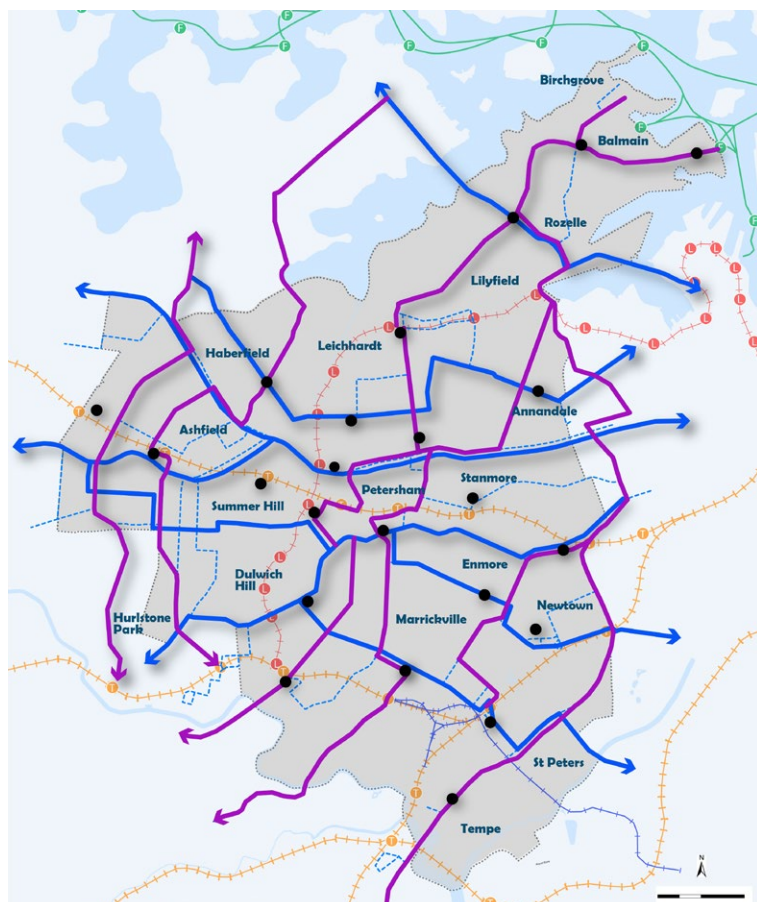 F
F
F
F
F
F
Birchgrove
F
Balmain
F
F
Rozelle
L
L
L
L
Lilyfield
L
L
L
L
L
Leichhardt
L
L
L
Haberfield
L
T
Annandale
Ashfield
L
T
L
T
Petersham
Stanmore
T
T
Summer Hill
L
T
T
T
L
Enmore
Dulwich
Hill
L
Newtown
Hurlstone
Park
L
Marrickville
T
L
T
L
T
T
T
T
St Peters
T
Tempe
T
N
T